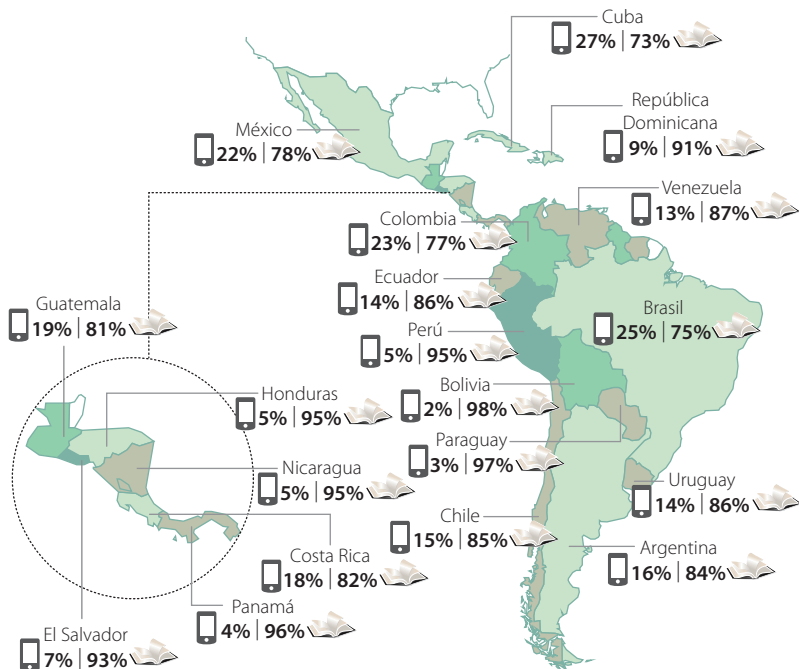 Cuba
27% | 73%
República
Dominicana
9% | 91%
México
22% | 78%
Venezuela
13% | 87%
Colombia
23% | 77%
Ecuador
14% | 86%
Guatemala
19% | 81%
Brasil
25% | 75%
Perú
5% | 95%
Honduras
5% | 95%
Bolivia
2% | 98%
Paraguay
3% | 97%
Nicaragua
5% | 95%
Uruguay
14% | 86%
Chile
15% | 85%
Costa Rica
18% | 82%
Argentina
16% | 84%
Panamá
4% | 96%
El Salvador
7% | 93%